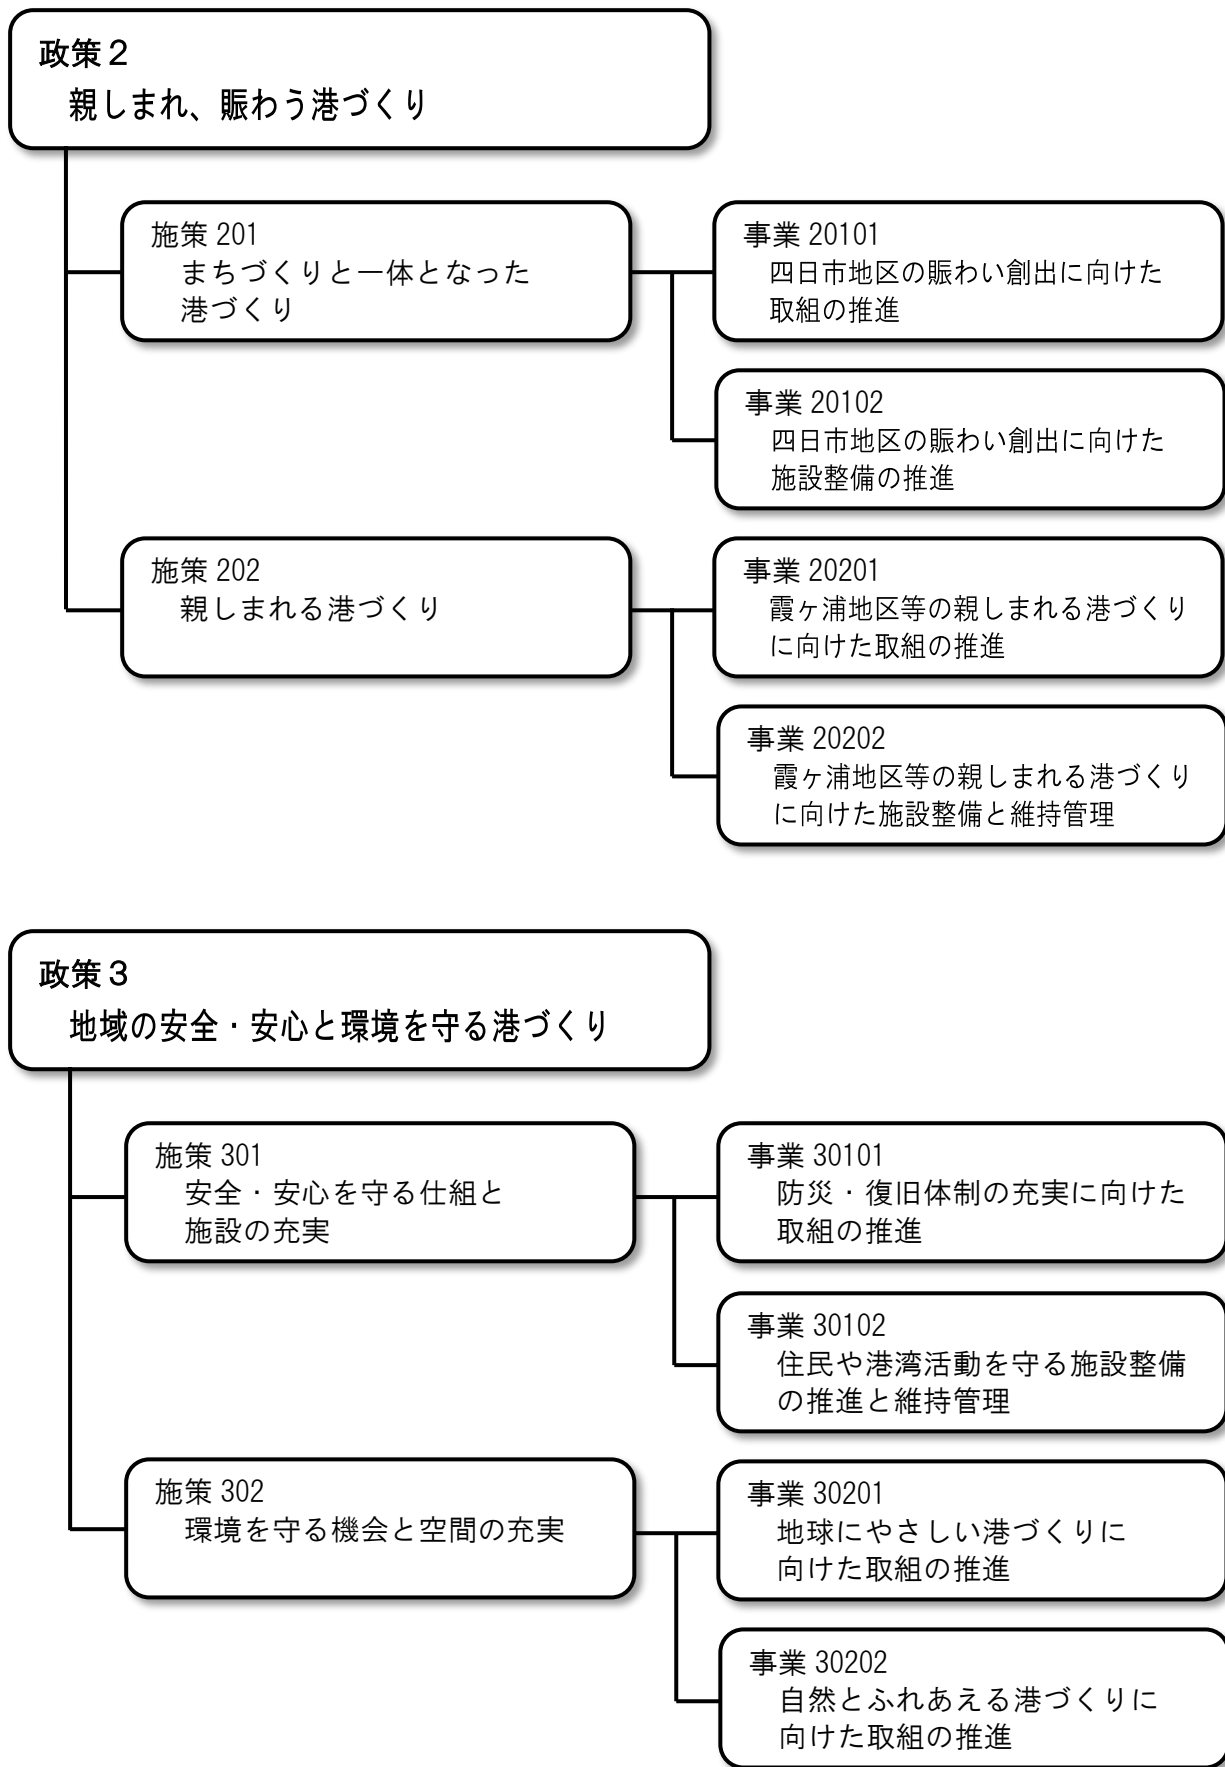 政策２
親しまれ、賑わう港づくり
施策 201
まちづくりと一体となった
港づくり
事業 20101
四日市地区の賑わい創出に向けた
取組の推進
事業 20102
四日市地区の賑わい創出に向けた
施設整備の推進
施策 202
親しまれる港づくり
事業 20201
霞ヶ浦地区等の親しまれる港づくり
に向けた取組の推進
事業 20202
霞ヶ浦地区等の親しまれる港づくり
に向けた施設整備と維持管理
政策３
地域の安全・安心と環境を守る港づくり
施策 301
安全・安心を守る仕組と
施設の充実
事業 30101
防災・復旧体制の充実に向けた
取組の推進
事業 30102
住民や港湾活動を守る施設整備
の推進と維持管理
施策 302
環境を守る機会と空間の充実
事業 30201
地球にやさしい港づくりに
向けた取組の推進
事業 30202
自然とふれあえる港づくりに
向けた取組の推進